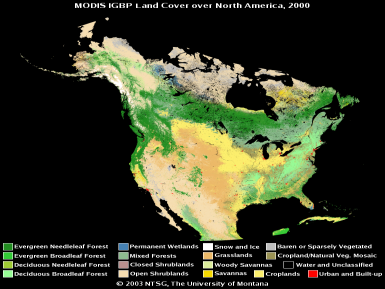 MODIS IGBP Land Cover over North America, 2000
Evergreen Needleleaf Forest
Permanent Wetlands
Snow and Ice
Baren or Sparsely Vegetated
Evergreen Broadleaf Forest
Mixed Forests
Grasslands
Cropland/Natural Veg. Mosaic
Deciduous Needleleaf Forest
Closed Shrublands
Woody Savannas
Water and Unclassified
Deciduous Broadleaf Forest
Open Shrublands
Savannas
Croplands
Urban and Built-up
© 2003 NTSG, The University of Montana